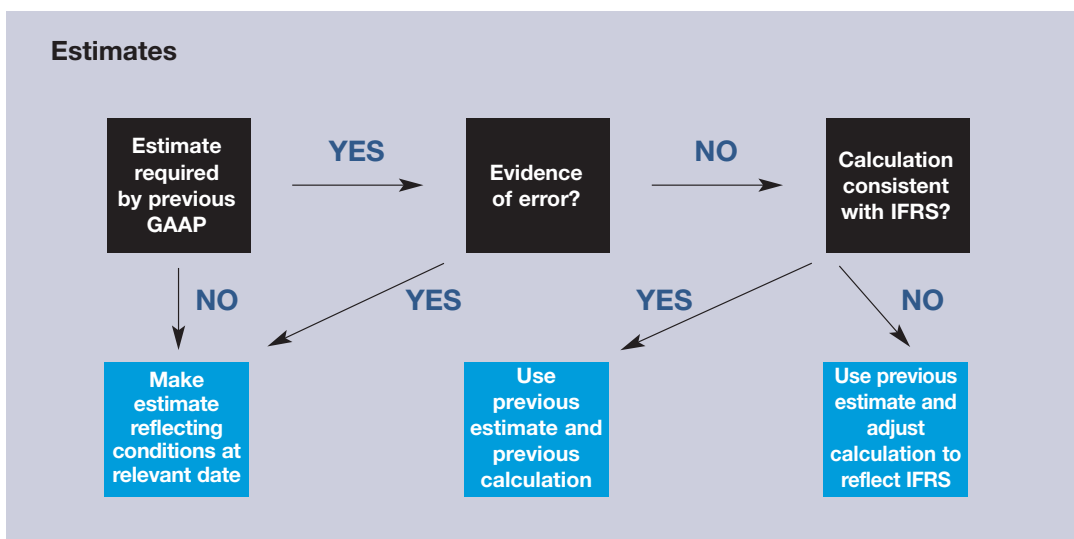 Estimates
Estimate
required
by previous
GAAP
YES
Evidence
of error?
NO
Calculation
consistent
with IFRS?
NO
YES
YES
NO
Make
estimate
reflecting
conditions at
relevant date
Use
previous
estimate and
previous
calculation
Use previous
estimate and
adjust
calculation to
reflect IFRS